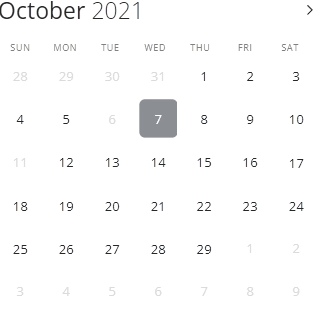 October 2021
SUN MON TUE WED THU FRI SAT
28 29 30 31 1 2 3
4 5 6 7 8 9 10
11 12 13 14 15 16 17
18 19 20 21 22 23 24
25 26 27 28 29 1 2
3 4 5 6 7 8 9